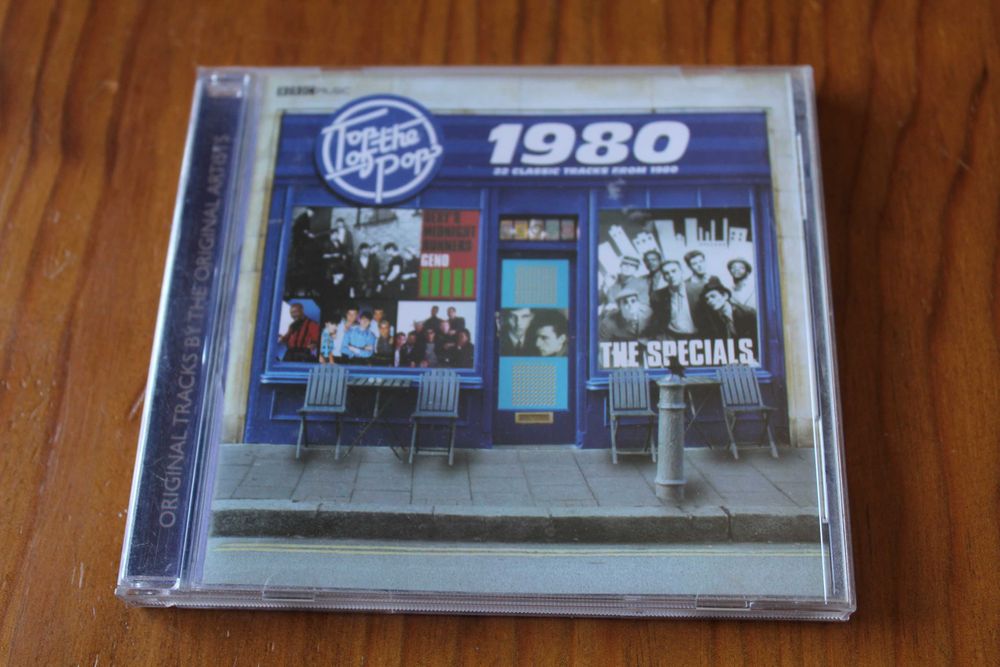 BBC MUSIC
Top of the Pops
1980
22 CLASSIC TRACKS FROM 1980
DEXY'S
MIDNIGHT
RUNNERS
GENO
THE SPECIALS
ORIGINAL TRACKS BY THE ORIGINAL ARTISTS